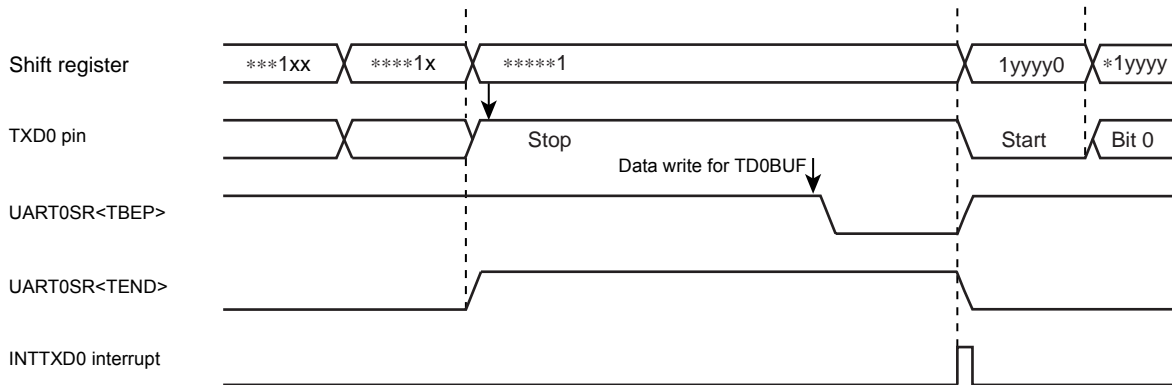 Shift register ***1xx ****1x *****1 1yyyy0 *1yyyy
TXD0 pin Stop Start Bit 0
Data write for TD0BUF
UART0SR<TBEP>
UART0SR<TEND>
INTTXD0 interrupt